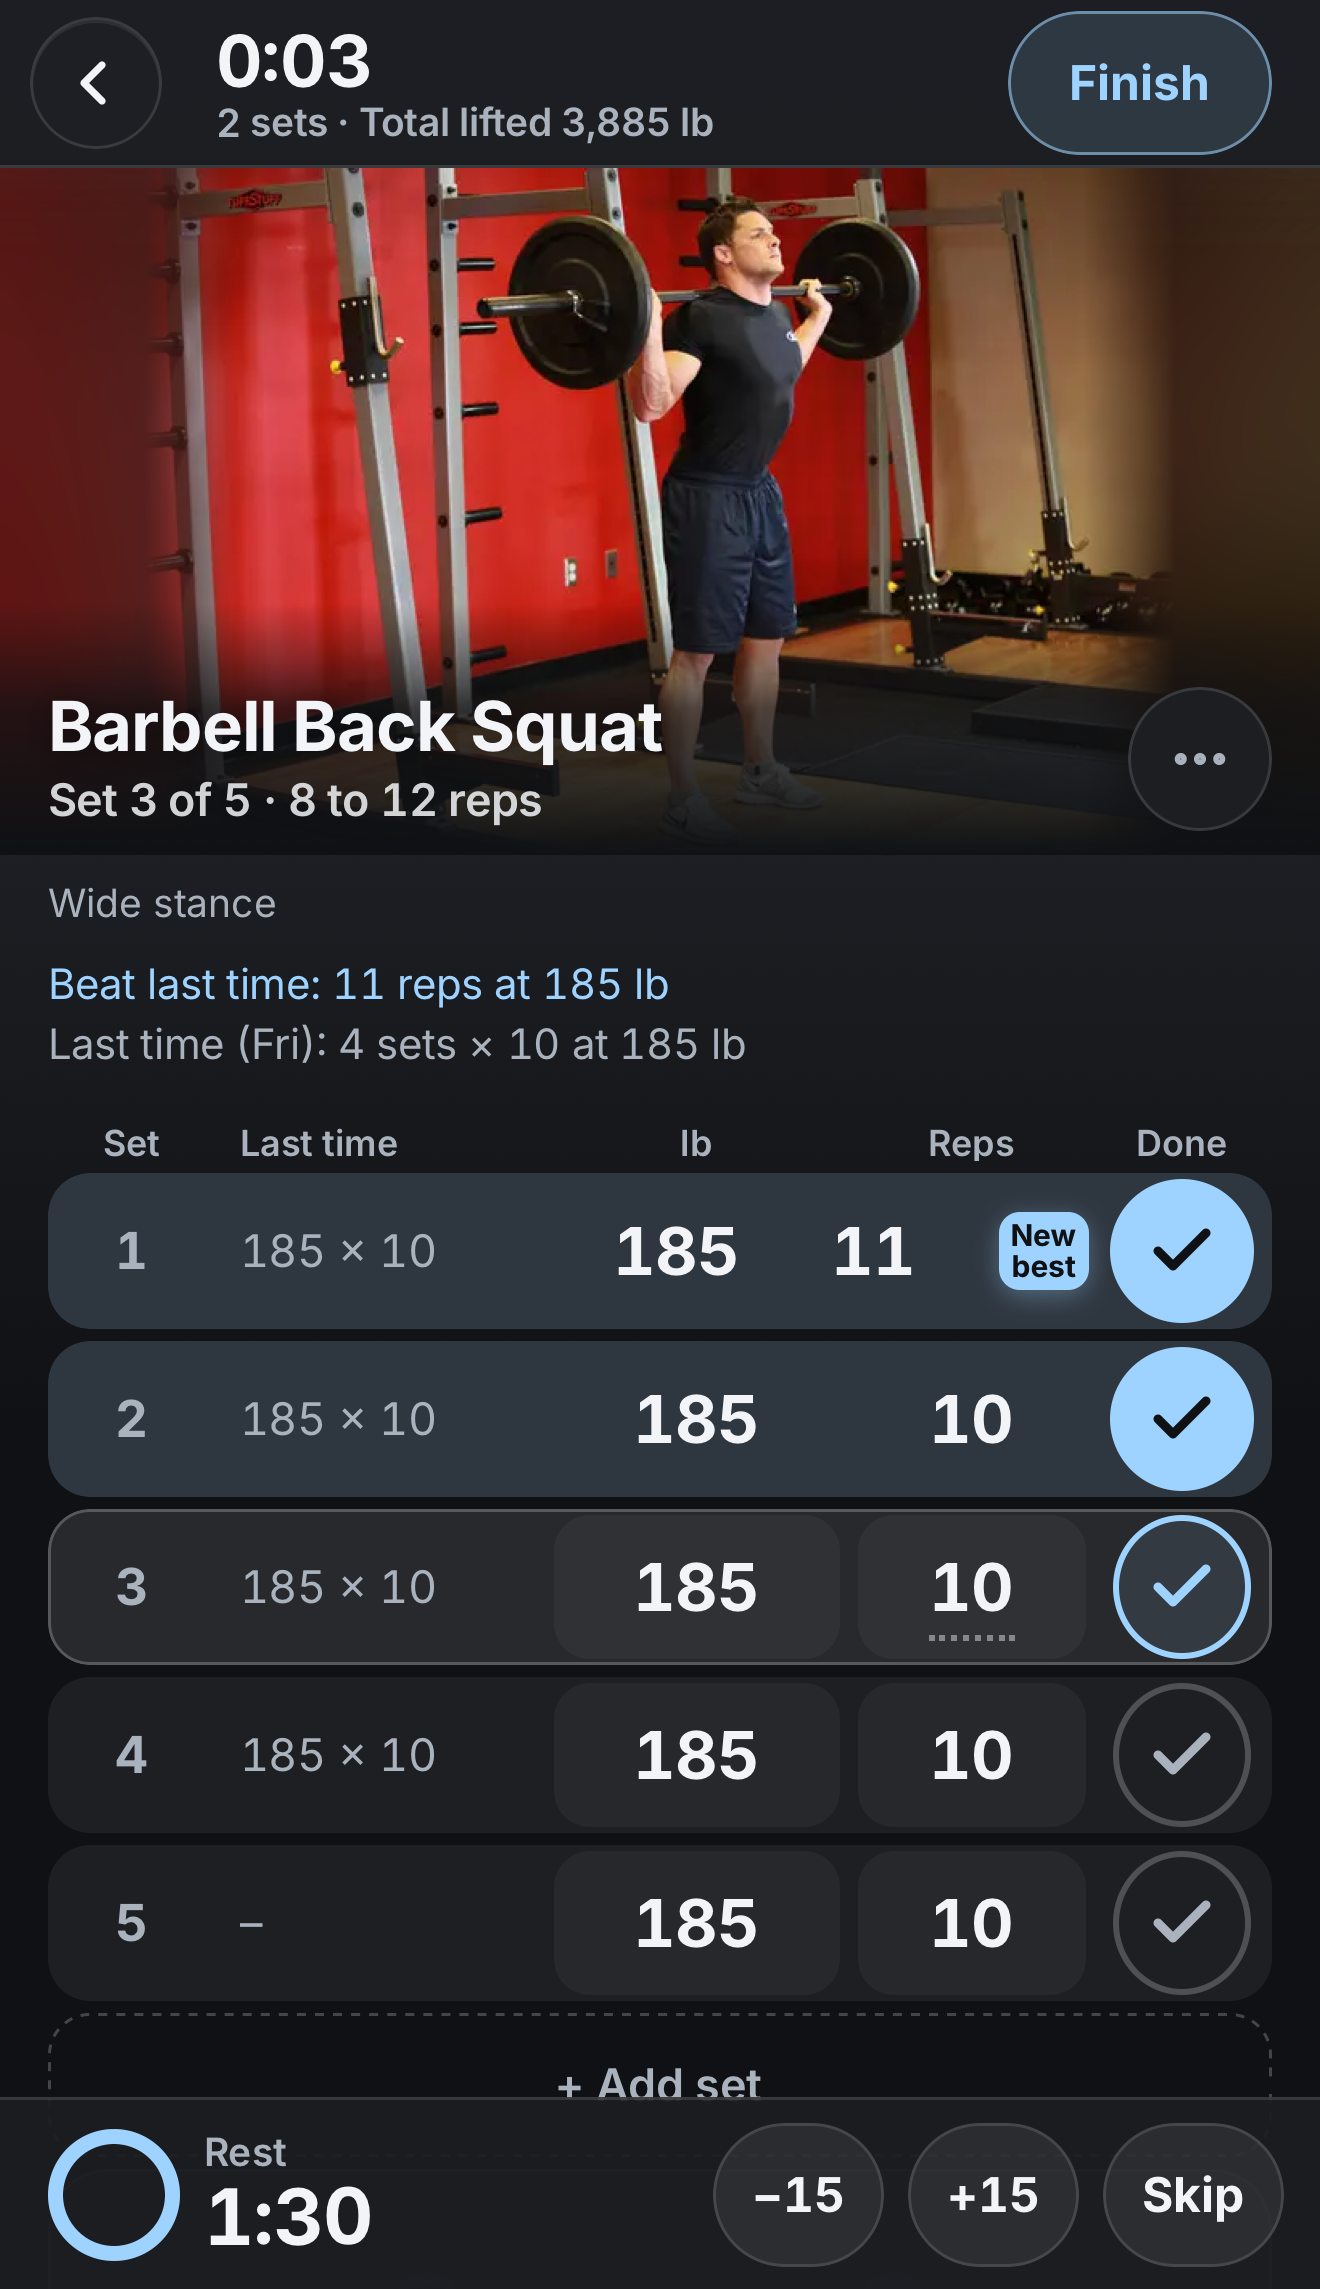 0:03
2 sets · Total lifted 3,885 lb
Finish
TUFFSTUFF
Barbell Back Squat
Set 3 of 5 · 8 to 12 reps
Wide stance
Beat last time: 11 reps at 185 lb
Last time (Fri): 4 sets × 10 at 185 lb
Set Last time lb Reps Done
1 185 × 10 185 11 New best
2 185 × 10 185 10
3 185 × 10 185 10
4 185 × 10 185 10
5 – 185 10
+ Add set
Rest
1:30
−15 +15 Skip